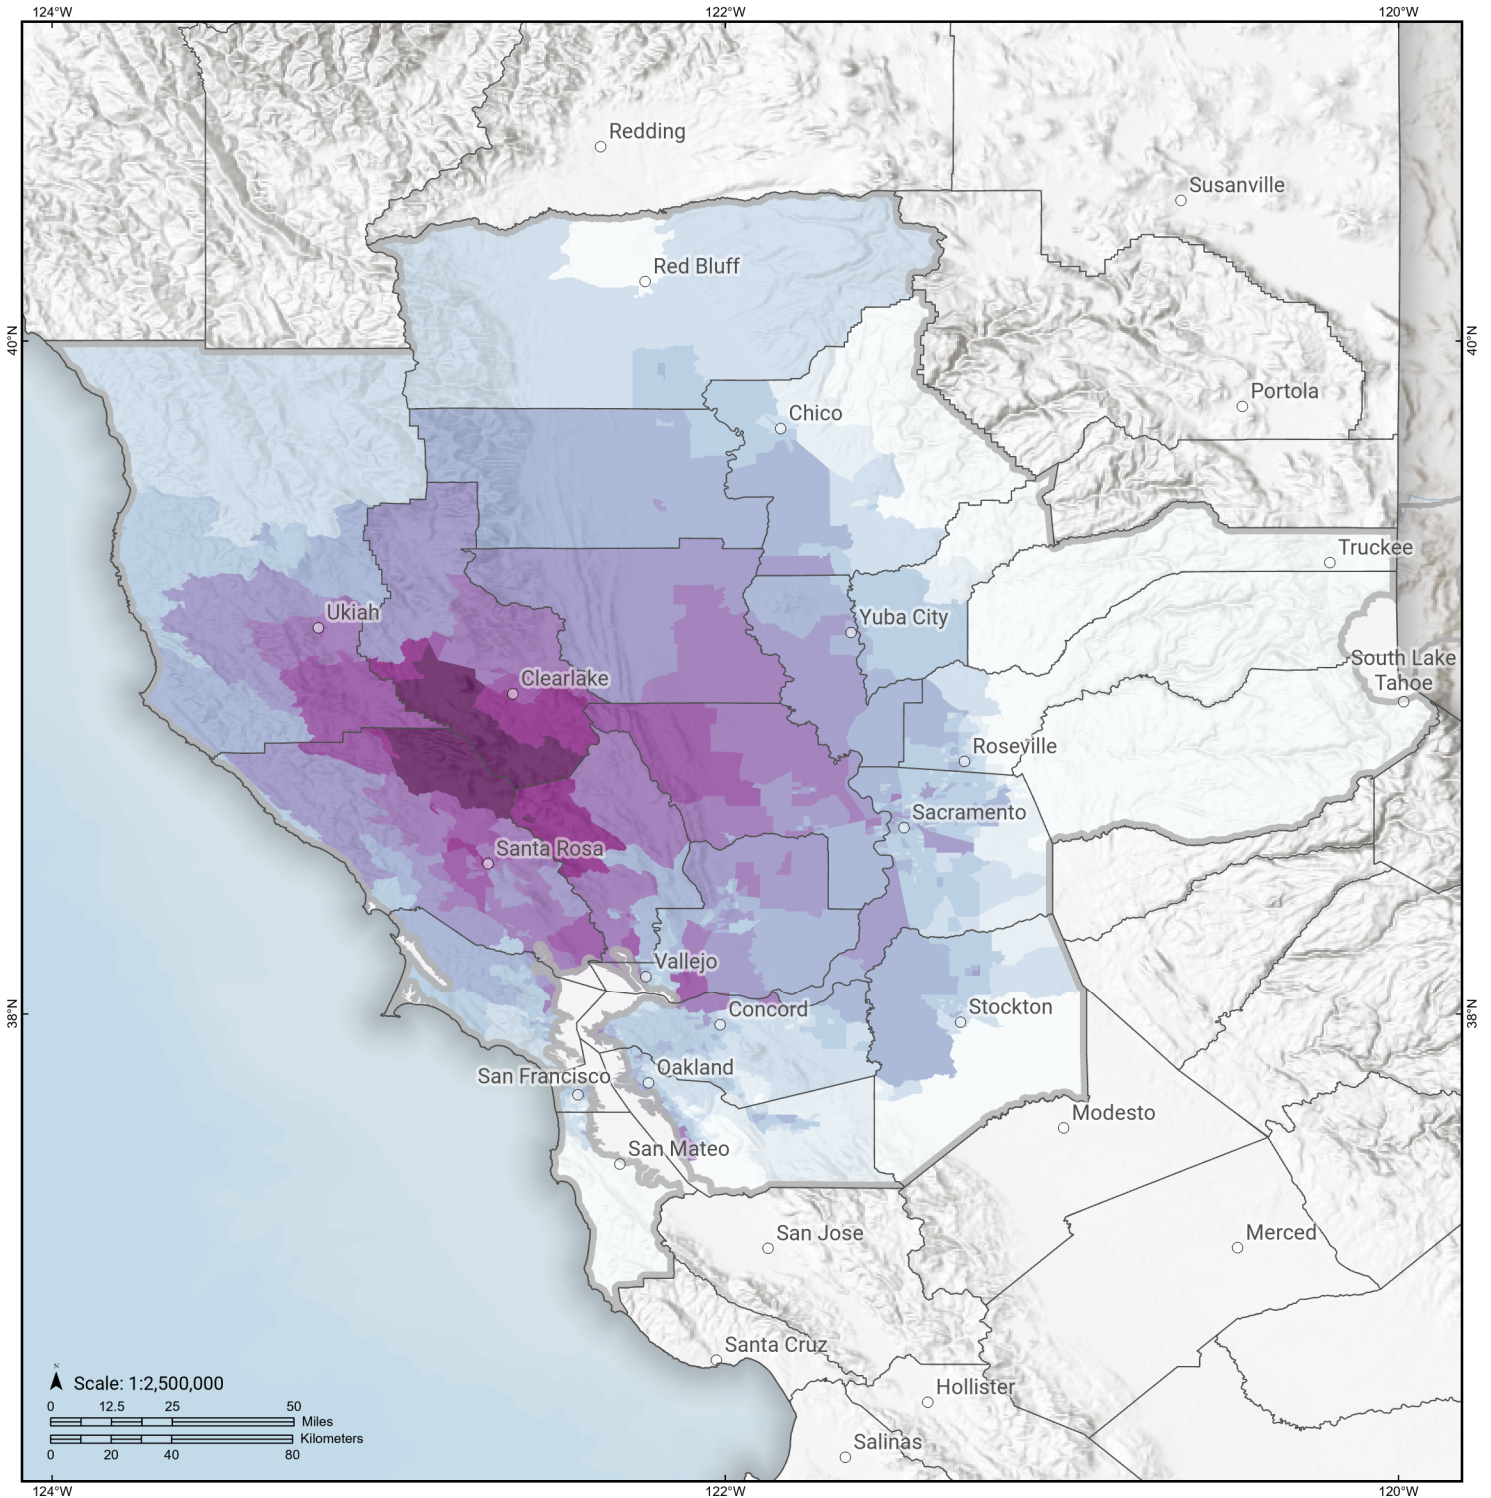 124°W
122°W
120°W
Redding
Susanville
Red Bluff
40°N
40°N
Portola
Chico
Truckee
Ukiah
Yuba City
South Lake
Tahoe
Clearlake
Roseville
Sacramento
Santa Rosa
Vallejo
Concord
Stockton
38°N
38°N
Oakland
San Francisco
Modesto
San Mateo
San Jose
Merced
Santa Cruz
Hollister
Salinas
N
Scale: 1:2,500,000
0 12.5 25 50
Miles
Kilometers
0 20 40 80
124°W
122°W
120°W